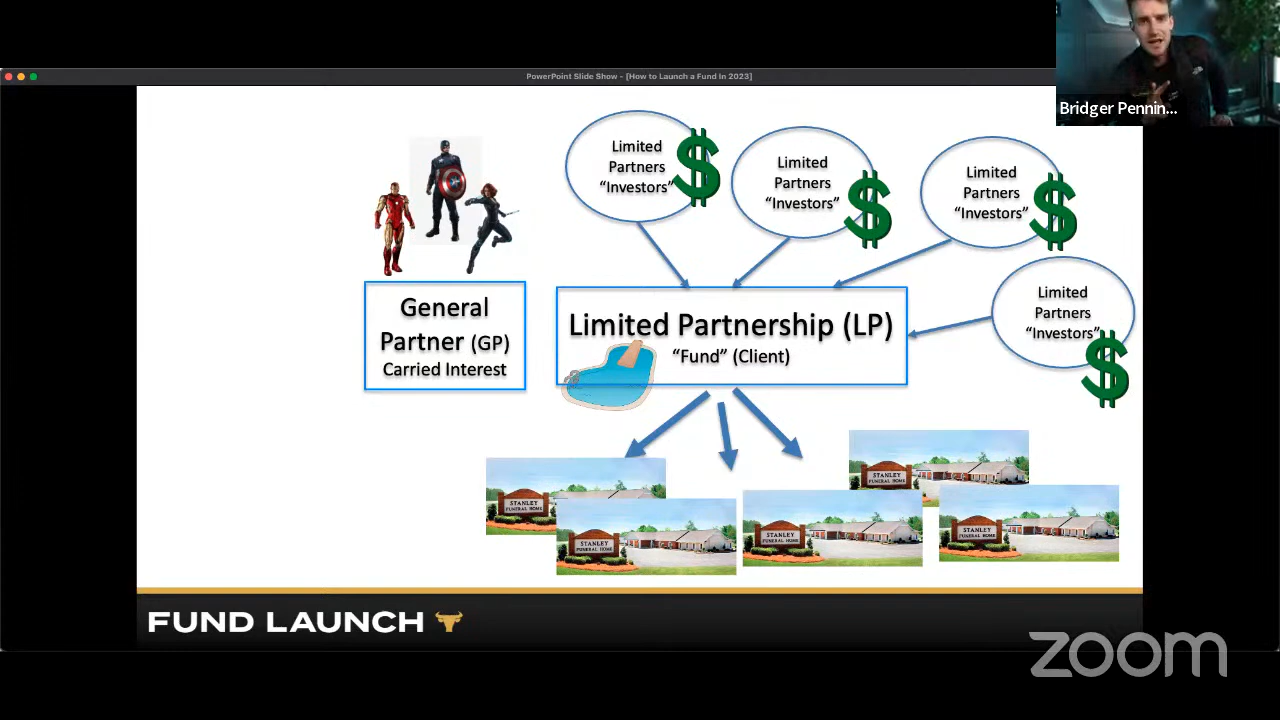 PowerPoint Slide Show - [How to Launch a Fund In 2023]
Bridger Pennin...
Limited
Partners
“Investors”
Limited
Partners
“Investors”
Limited
Partners
“Investors”
Limited
Partners
“Investors”
General
Partner (GP)
Carried Interest
Limited Partnership (LP)
“Fund” (Client)
STANLEY
FUNERAL HOME
STANLEY
FUNERAL HOME
STANLEY
FUNERAL HOME
STANLEY
FUNERAL HOME
STANLEY
FUNERAL HOME
FUND LAUNCH
zoom